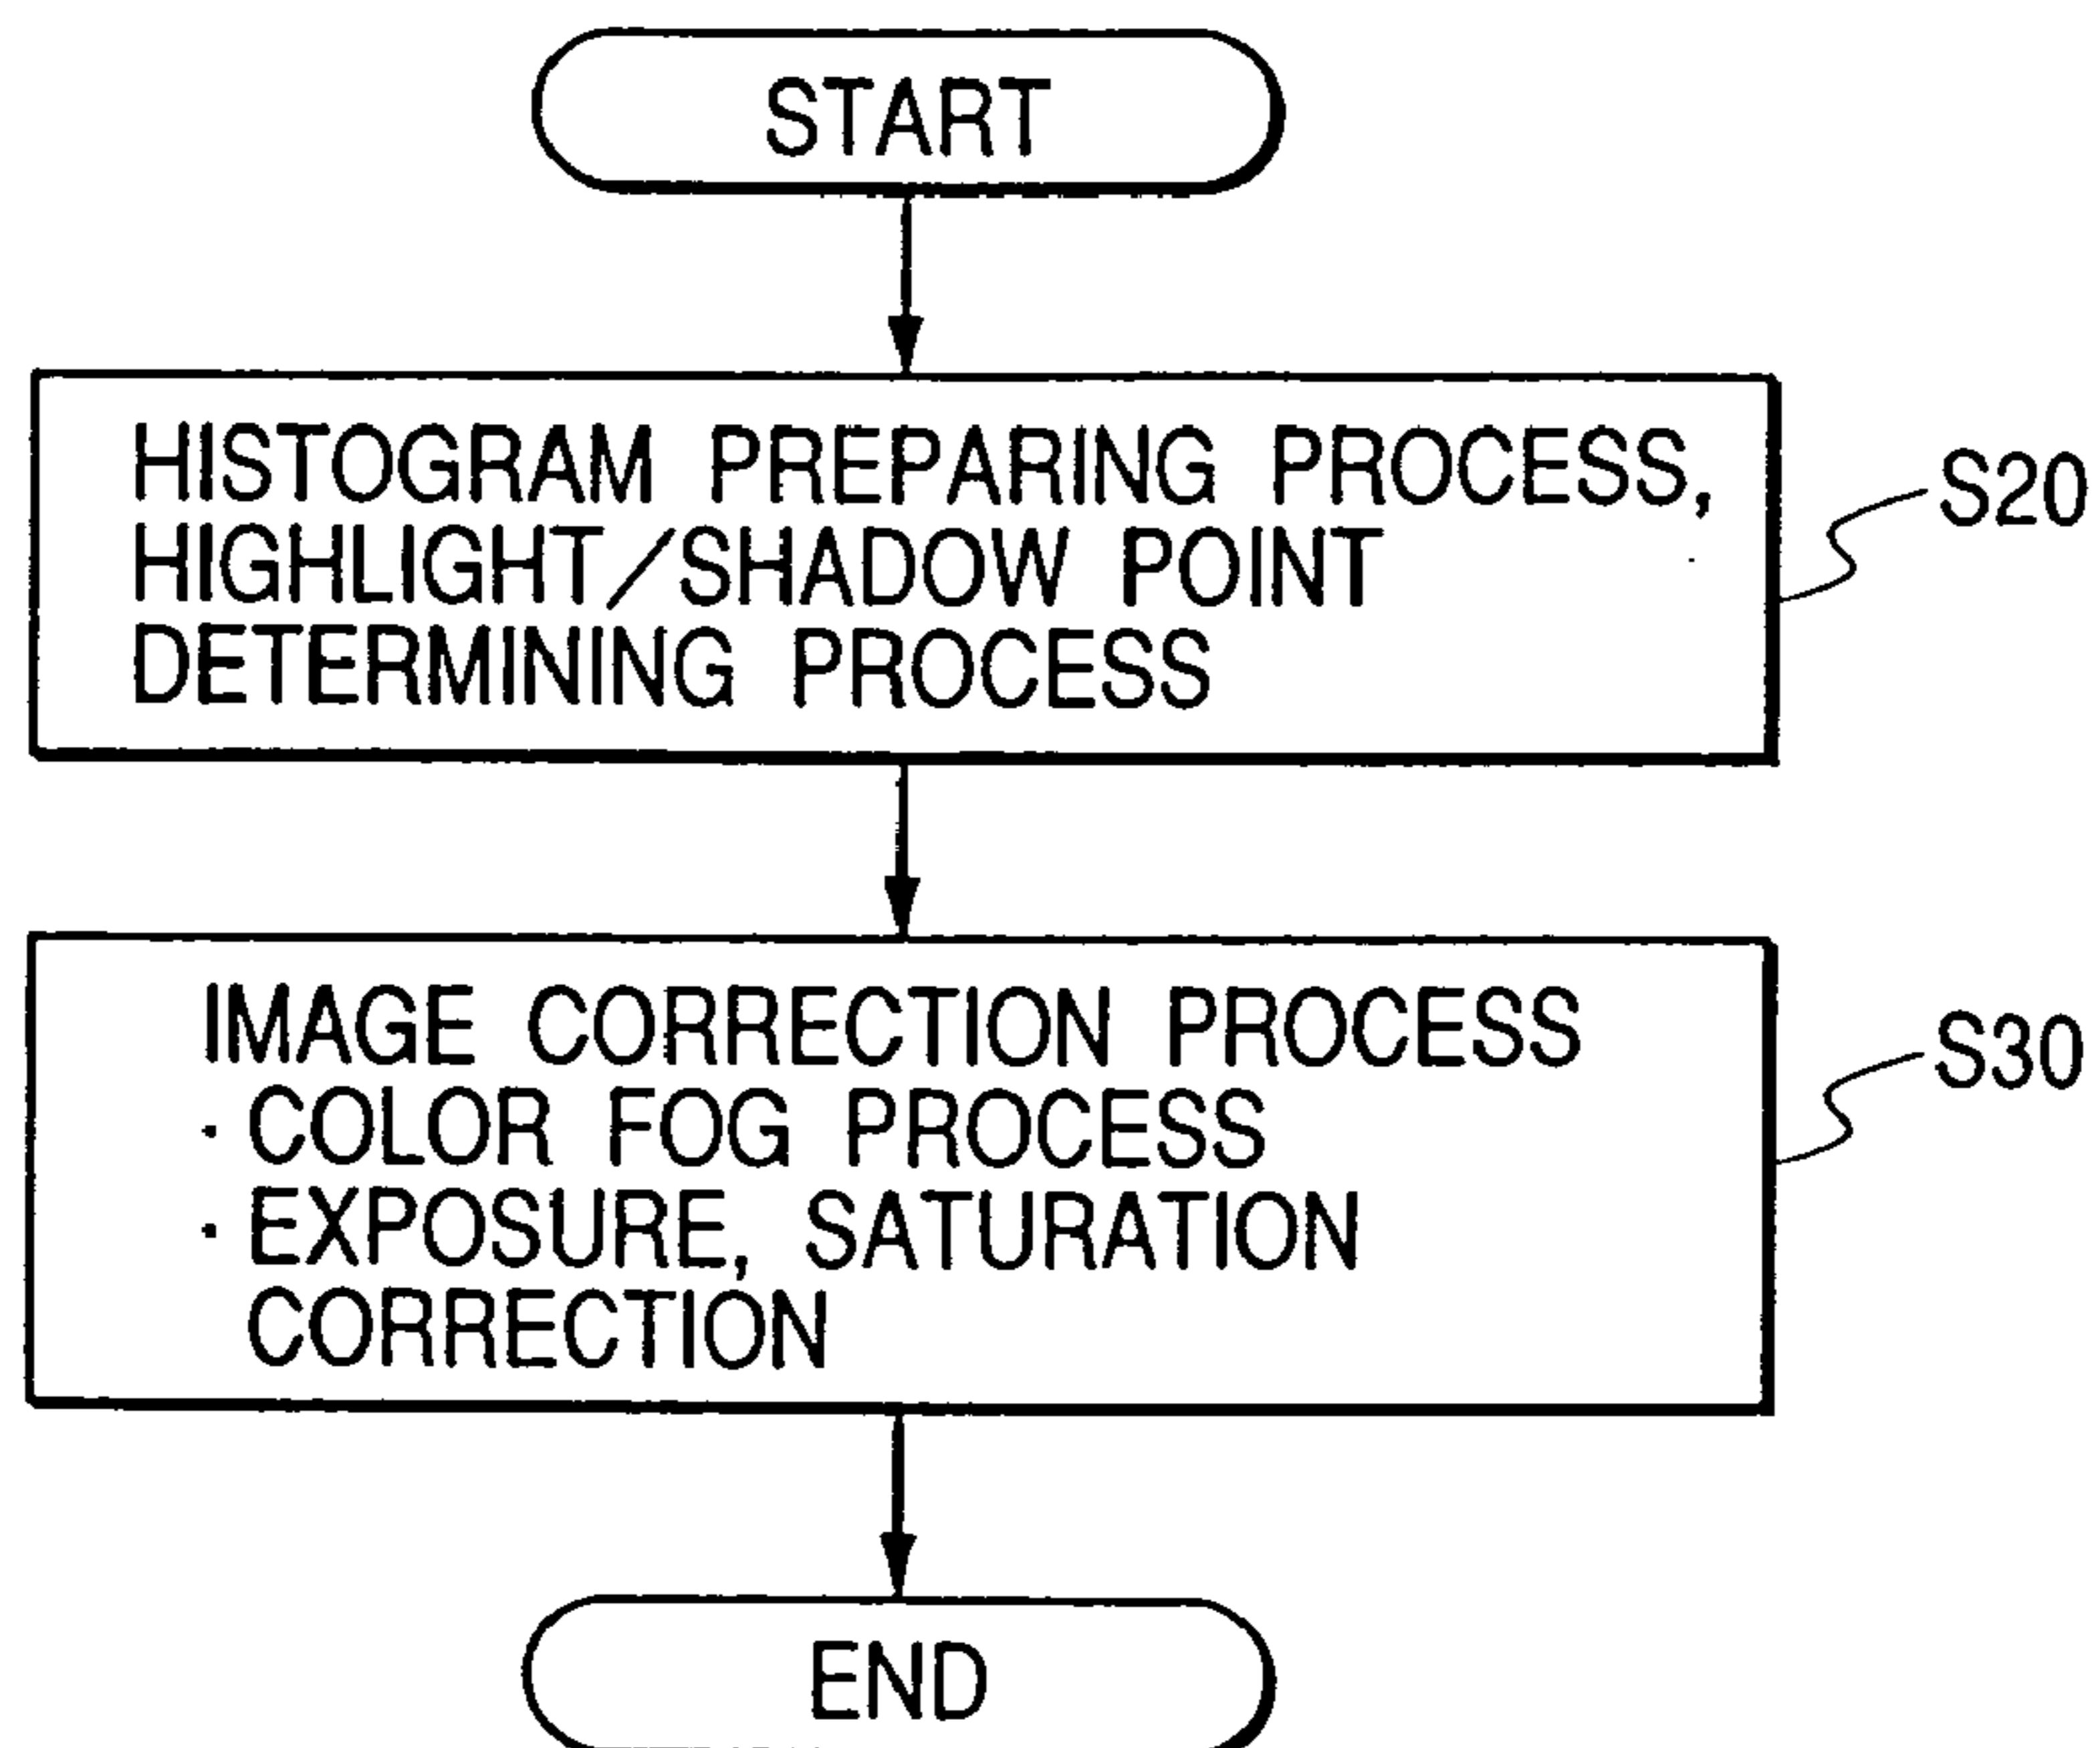 START
HISTOGRAM PREPARING PROCESS,
HIGHLIGHT/SHADOW POINT
DETERMINING PROCESS
S20
IMAGE CORRECTION PROCESS
· COLOR FOG PROCESS
· EXPOSURE, SATURATION
CORRECTION
S30
END